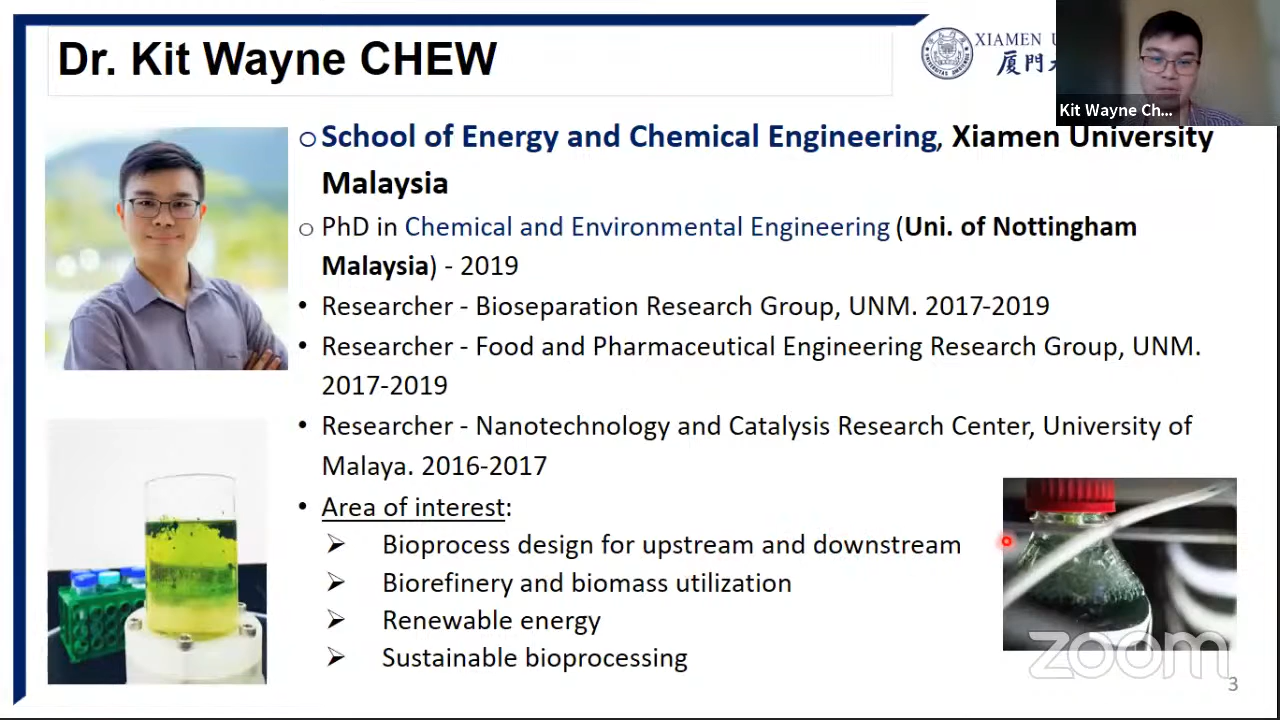 Dr. Kit Wayne CHEW
XIAMEN U
厦門大
Kit Wayne Ch...
○ School of Energy and Chemical Engineering, Xiamen University
Malaysia
○ PhD in Chemical and Environmental Engineering (Uni. of Nottingham
Malaysia) - 2019
• Researcher - Bioseparation Research Group, UNM. 2017-2019
• Researcher - Food and Pharmaceutical Engineering Research Group, UNM.
2017-2019
• Researcher - Nanotechnology and Catalysis Research Center, University of
Malaya. 2016-2017
• Area of interest:
➢ Bioprocess design for upstream and downstream
➢ Biorefinery and biomass utilization
➢ Renewable energy
➢ Sustainable bioprocessing
zoom
3